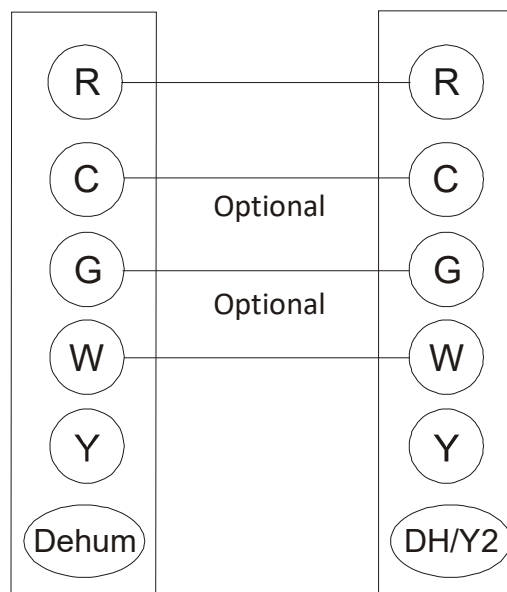 R R
C C
Optional
G G
Optional
W W
Y Y
Dehum DH/Y2